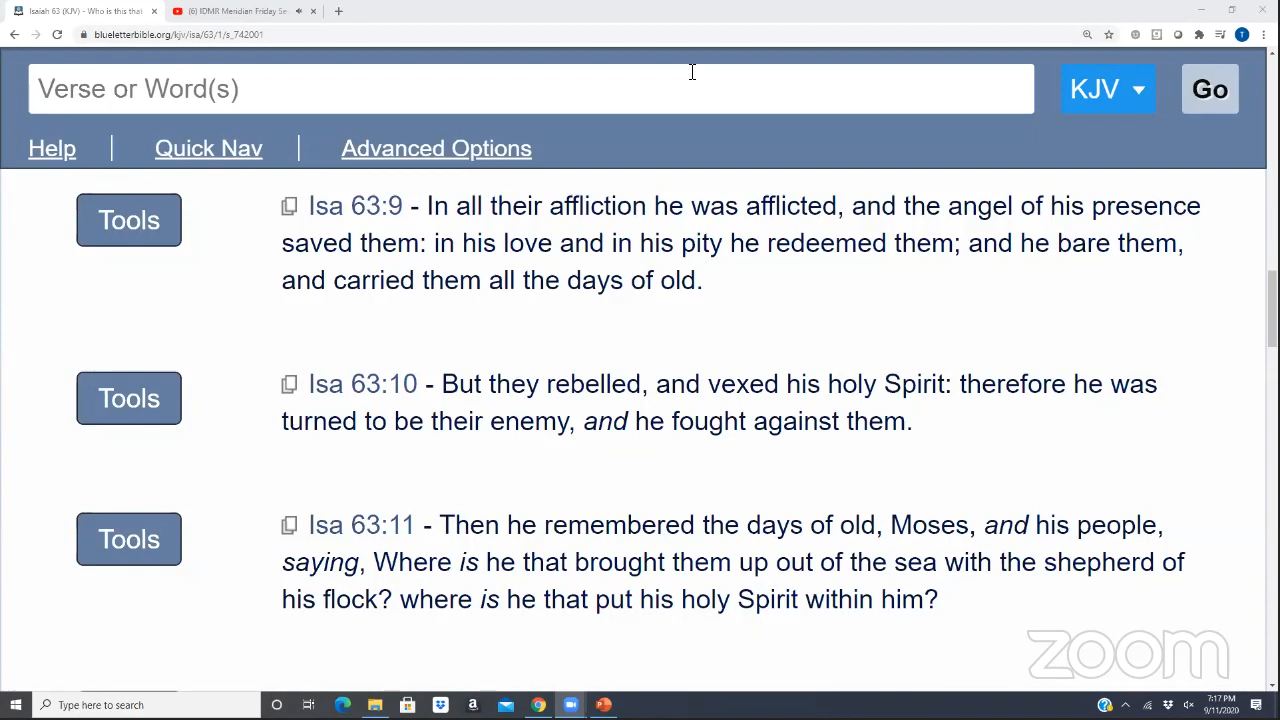 Isaiah 63 (KJV) - Who is this that
(6) IDMR Meridian Friday Se
blueletterbible.org/kjv/isa/63/1/s_742001
T
Verse or Word(s)
KJV
Go
Help
Quick Nav
Advanced Options
Tools
Isa 63:9 - In all their affliction he was afflicted, and the angel of his presence
saved them: in his love and in his pity he redeemed them; and he bare them,
and carried them all the days of old.
Tools
Isa 63:10 - But they rebelled, and vexed his holy Spirit: therefore he was
turned to be their enemy, and he fought against them.
Tools
Isa 63:11 - Then he remembered the days of old, Moses, and his people,
saying, Where is he that brought them up out of the sea with the shepherd of
his flock? where is he that put his holy Spirit within him?
zoom
Type here to search
7:17 PM
9/11/2020